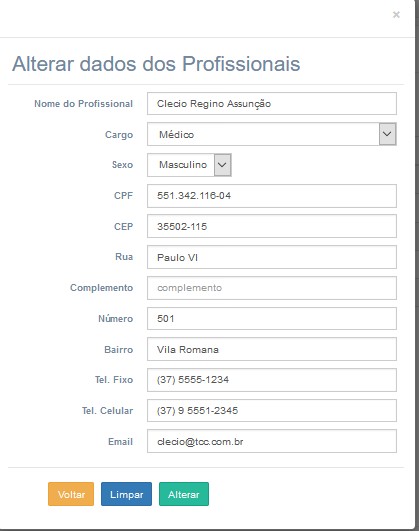 ×
Alterar dados dos Profissionais
Nome do Profissional Clecio Regino Assunção
Cargo Médico
Sexo Masculino
CPF 551.342.116-04
CEP 35502-115
Rua Paulo VI
Complemento complemento
Número 501
Bairro Vila Romana
Tel. Fixo (37) 5555-1234
Tel. Celular (37) 9 5551-2345
Email clecio@tcc.com.br
Voltar Limpar Alterar